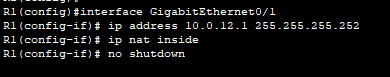 R1(config)#interface GigabitEthernet0/1
R1(config-if)# ip address 10.0.12.1 255.255.255.252
R1(config-if)# ip nat inside
R1(config-if)# no shutdown